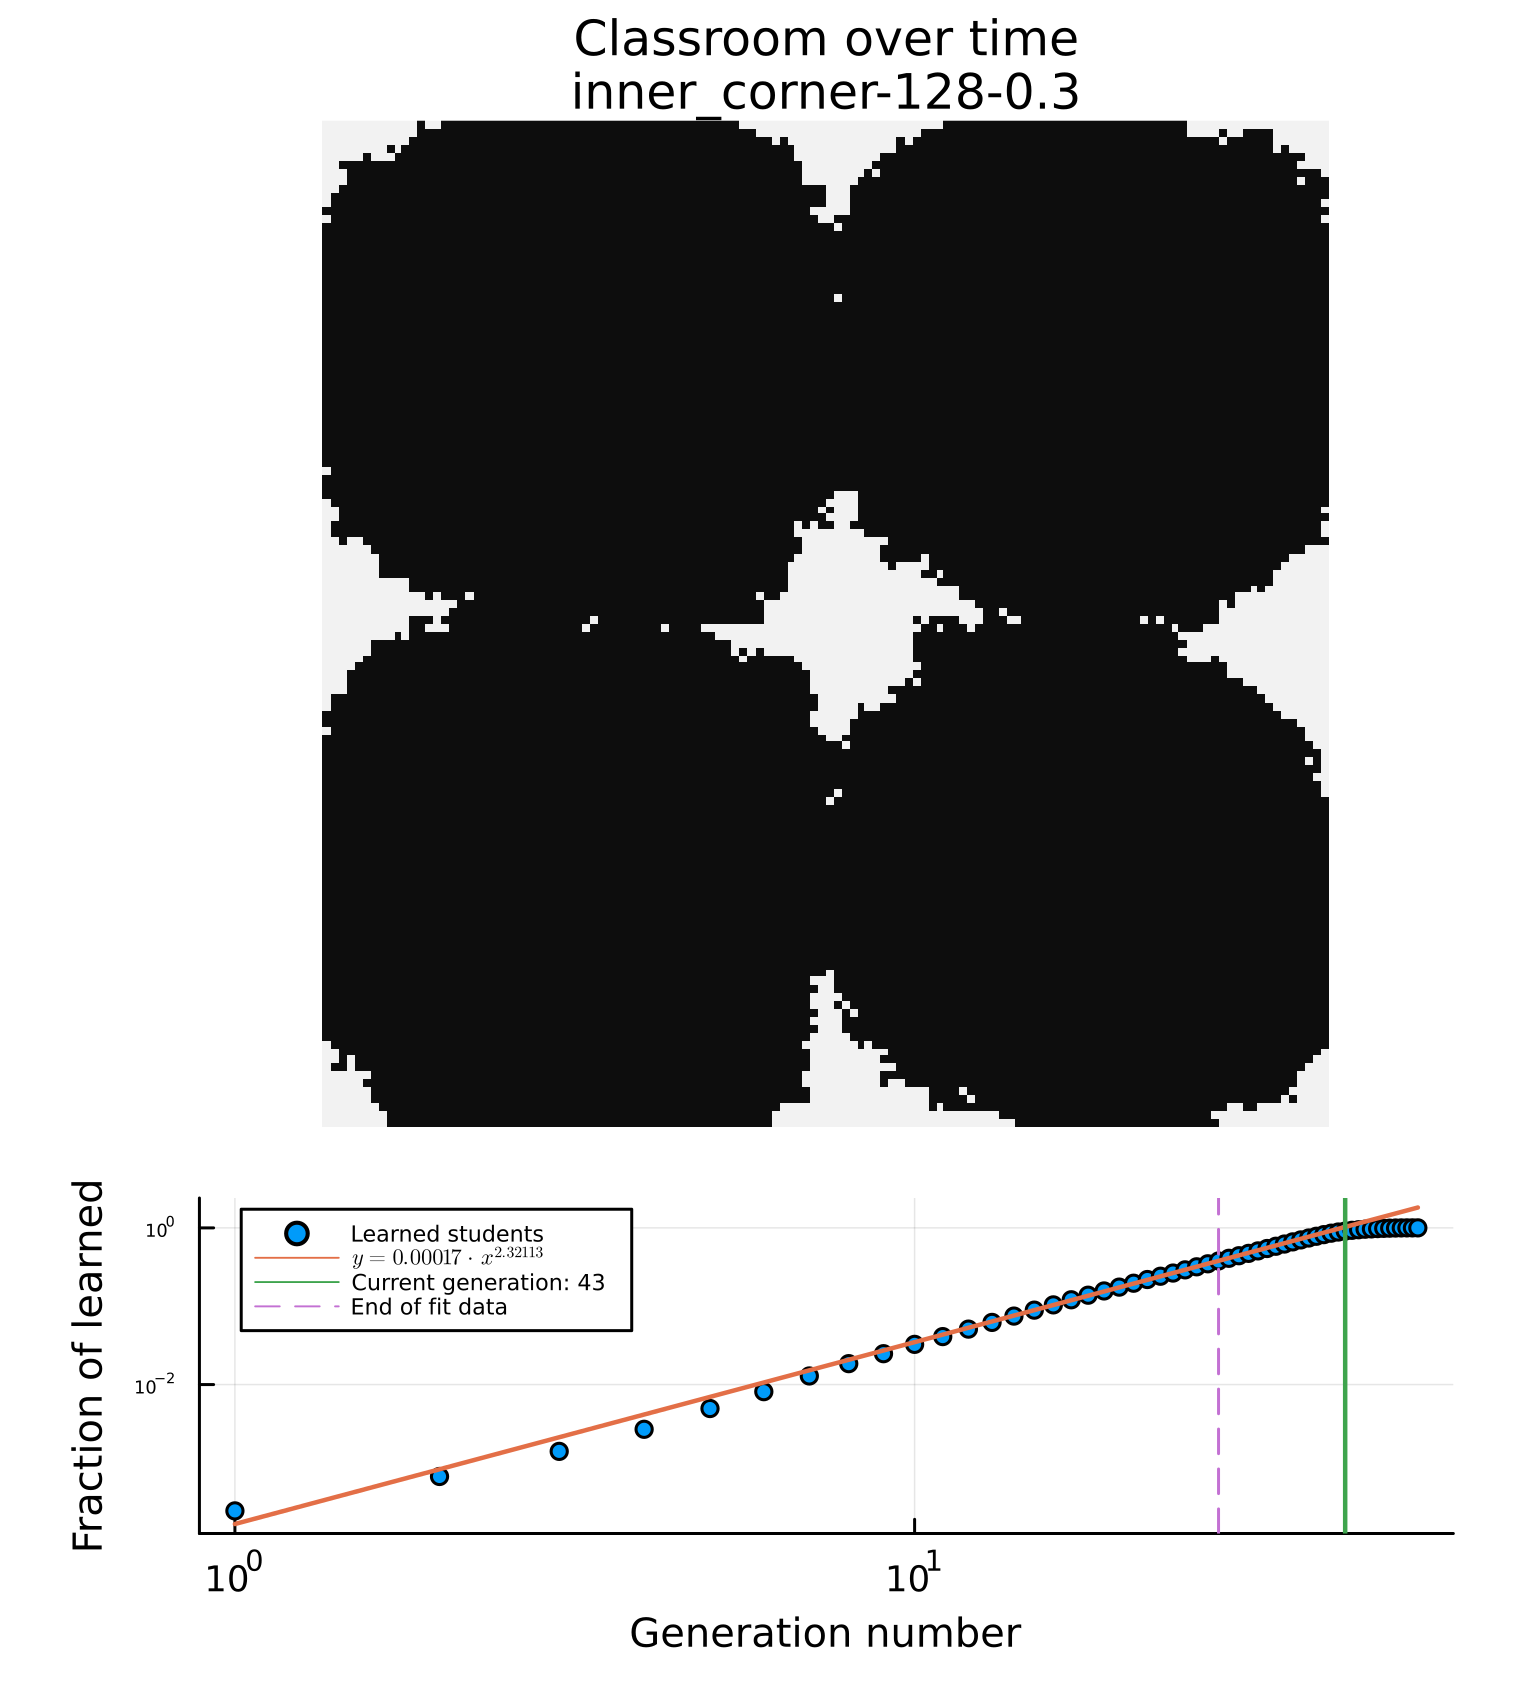 Classroom over time
inner_corner-128-0.3
Fraction of learned
10^0
10^-2
Learned students
y = 0.00017 · x^2.32113
Current generation: 43
End of fit data
10^0
10^1
Generation number